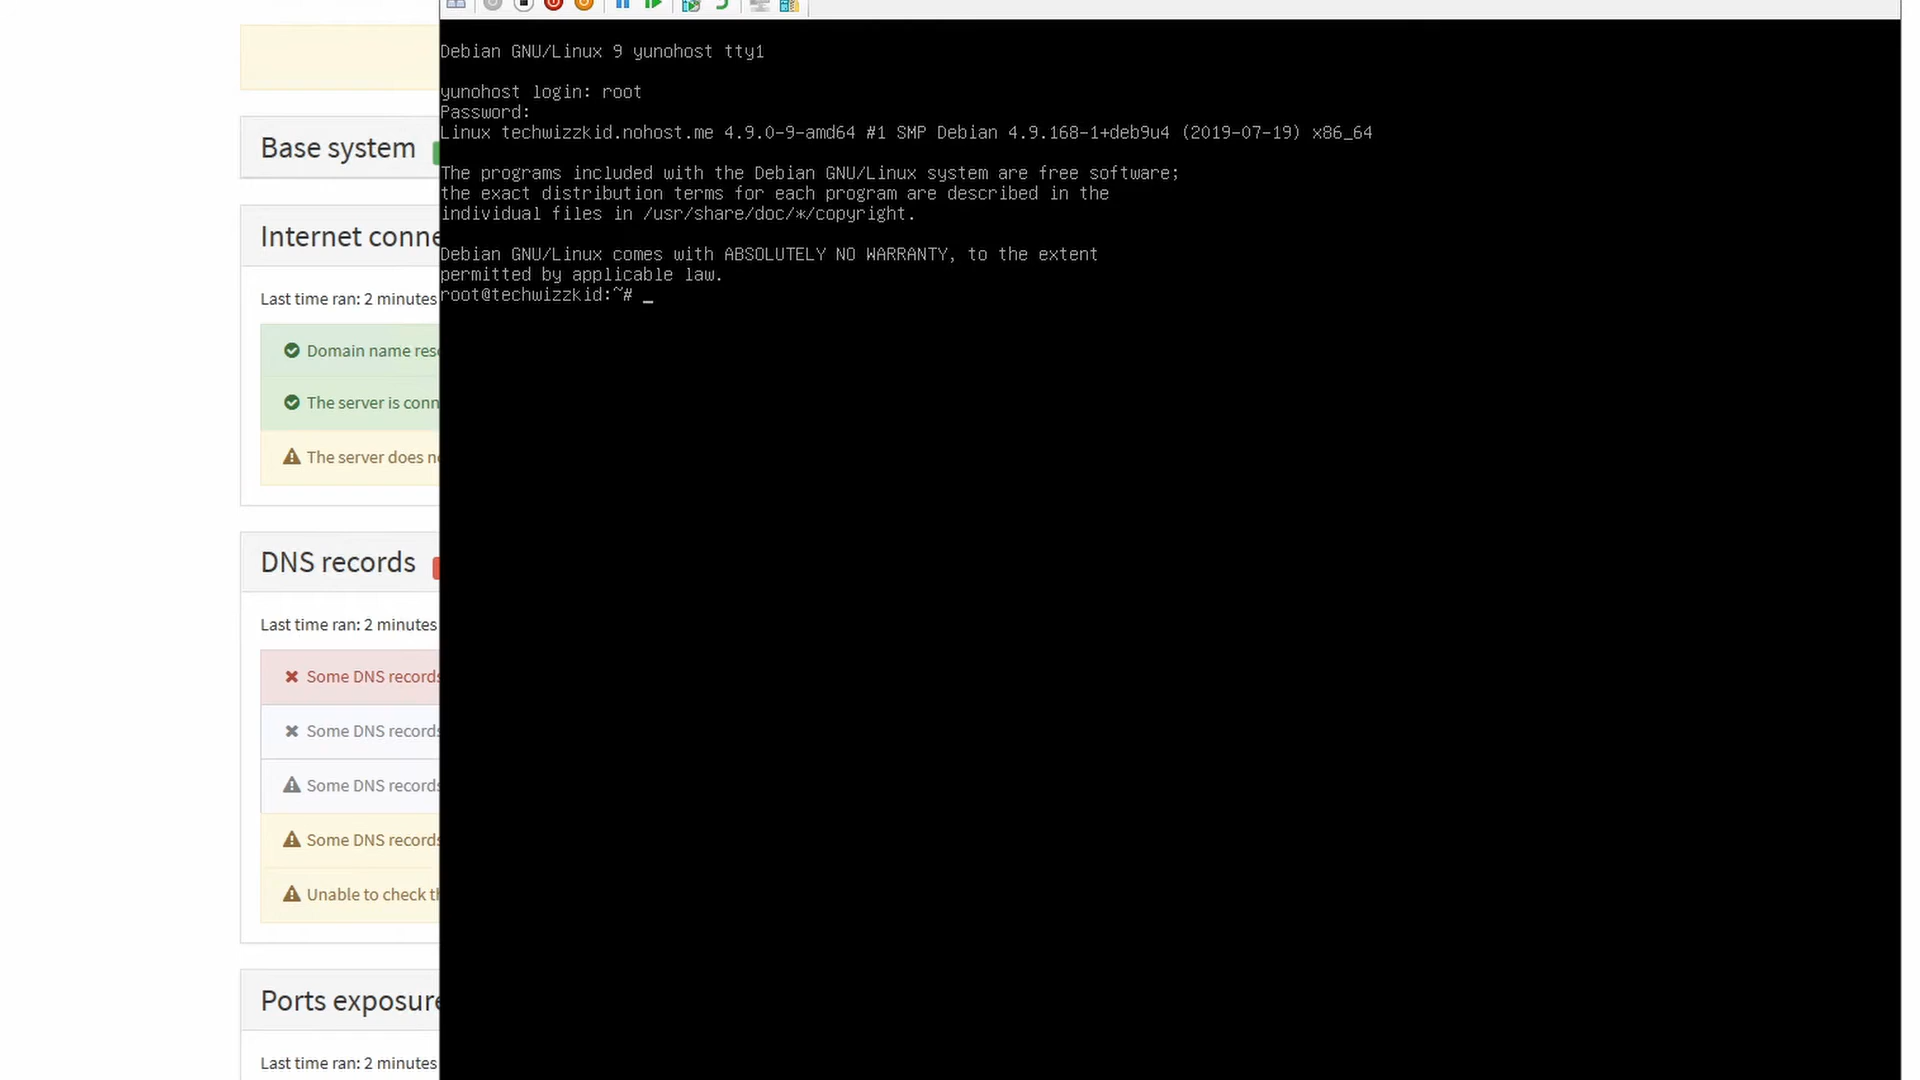 Base system
Internet conne
Last time ran: 2 minutes
Domain name reso
The server is conn
The server does no
DNS records
Last time ran: 2 minutes
Some DNS records
Some DNS records
Some DNS records
Some DNS records
Unable to check th
Ports exposure
Last time ran: 2 minutes
Debian GNU/Linux 9 yunohost tty1
yunohost login: root
Password:
Linux techwizzkid.nohost.me 4.9.0-9-amd64 #1 SMP Debian 4.9.168-1+deb9u4 (2019-07-19) x86_64
The programs included with the Debian GNU/Linux system are free software;
the exact distribution terms for each program are described in the
individual files in /usr/share/doc/*/copyright.
Debian GNU/Linux comes with ABSOLUTELY NO WARRANTY, to the extent
permitted by applicable law.
root@techwizzkid:~# _